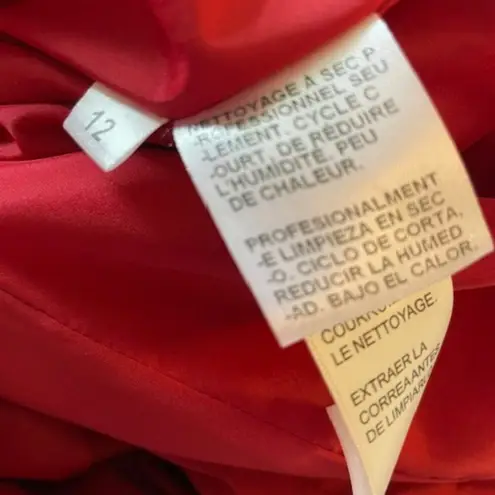 12
NETTOYAGE À SEC P
-ROFESSIONNEL SEU
-LEMENT. CYCLE C
-OURT, DE RÉDUIRE
L'HUMIDITÉ. PEU
DE CHALEUR.
PROFESIONALMENT
-E LIMPIEZA EN SEC
-O. CICLO DE CORTA,
REDUCIR LA HUMED
-AD. BAJO EL CALOR.
LE NETTOYAGE.
EXTRAER LA
CORREAANTES
DE LIMPIAR